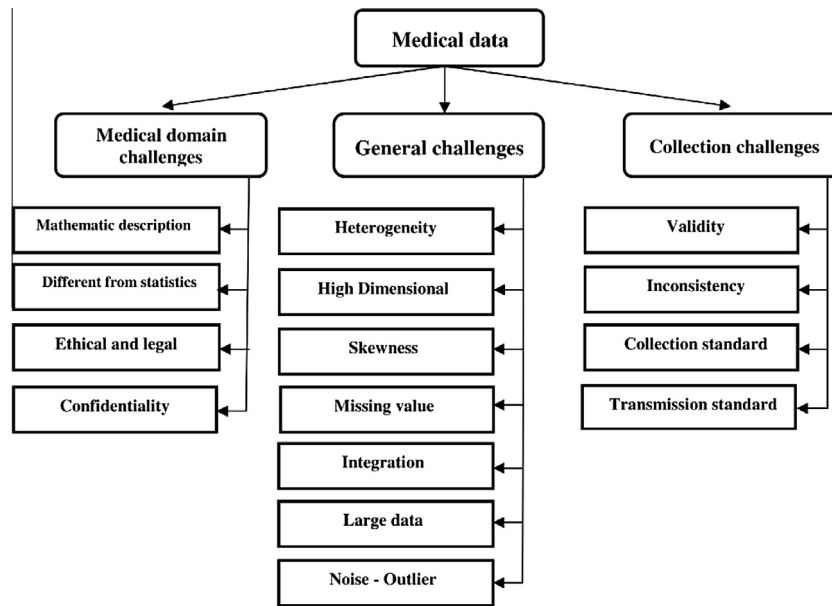 Medical data
Medical domain
challenges
Mathematic description
Different from statistics
Ethical and legal
Confidentiality
General challenges
Heterogeneity
High Dimensional
Skewness
Missing value
Integration
Large data
Noise - Outlier
Collection challenges
Validity
Inconsistency
Collection standard
Transmission standard